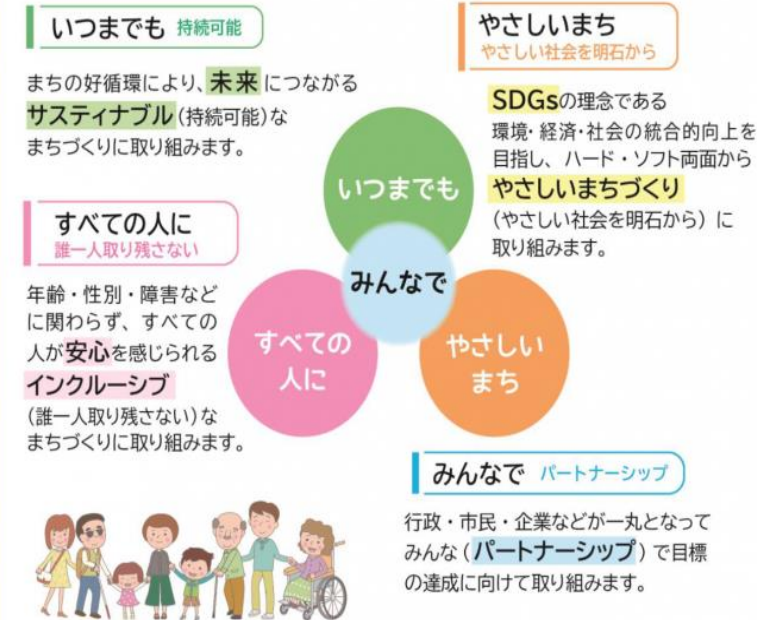 いつまでも 持続可能
まちの好循環により、未来につながる
サスティナブル(持続可能)な
まちづくりに取り組みます。
やさしいまち
やさしい社会を明石から
SDGsの理念である
環境・経済・社会の統合的向上を
目指し、ハード・ソフト両面から
やさしいまちづくり
(やさしい社会を明石から)に
取り組みます。
すべての人に
誰一人取り残さない
年齢・性別・障害など
に関わらず、すべての
人が安心を感じられる
インクルーシブ
(誰一人取り残さない)な
まちづくりに取り組みます。
いつまでも
みんなで
すべての
人に
やさしい
まち
みんなで パートナーシップ
行政・市民・企業などが一丸となって
みんな(パートナーシップ)で目標
の達成に向けて取り組みます。